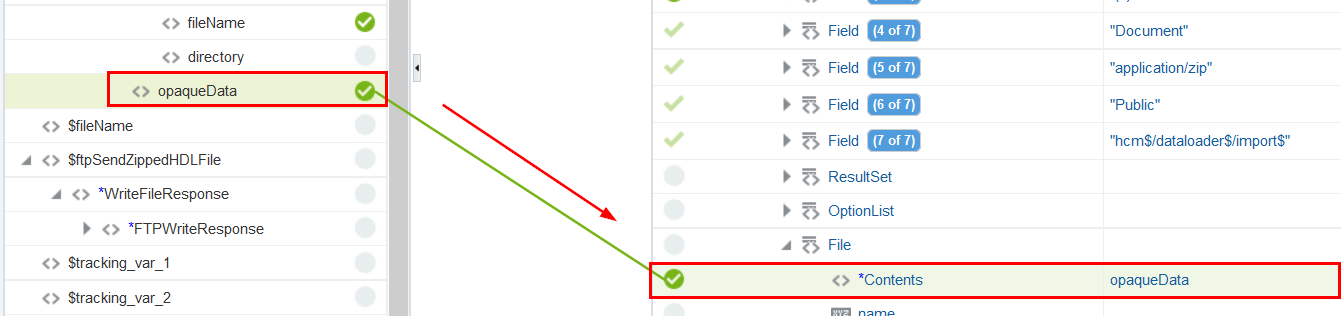 fileName
directory
opaqueData
$fileName
$ftpSendZippedHDLFile
*WriteFileResponse
*FTPWriteResponse
$tracking_var_1
$tracking_var_2
Field (4 of 7) "Document"
Field (5 of 7) "application/zip"
Field (6 of 7) "Public"
Field (7 of 7) "hcm$/dataloader$/import$"
ResultSet
OptionList
File
*Contents opaqueData
name